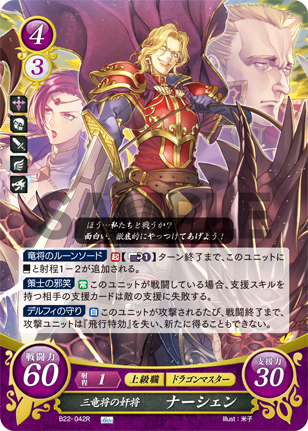 4
3
ほう…私たちと戦うか？
面白い、徹底的にやっつけてあげよう！
竜将のルーンソード 起 [1] ターン終了まで、このユニットに
と射程1-2が追加される。
策士の邪笑 常 このユニットが戦闘している場合、支援スキル
を持つ相手の支援カードは敵の支援に失敗する。
デルフィの守り 自 このユニットが攻撃されるたび、戦闘終了まで、
攻撃ユニットは『飛行特効』を失い、新たに得ることもできない。
戦闘力 60
射程 1
上級職
ドラゴンマスター
支援力 30
三竜将の奸将 ナーシェン
B22-042R
Illust：米子